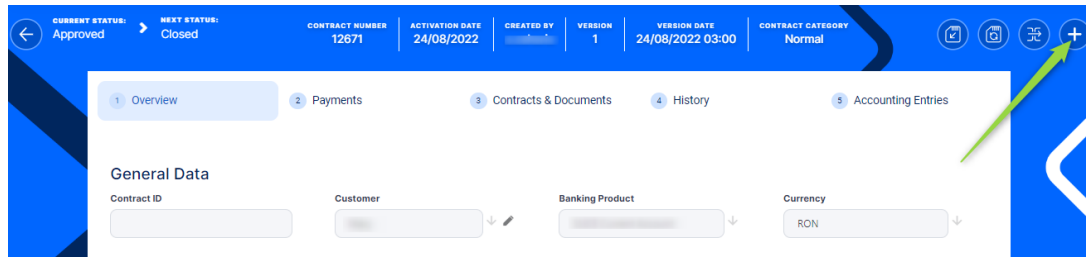 CURRENT STATUS:
Approved
NEXT STATUS:
Closed
CONTRACT NUMBER
12671
ACTIVATION DATE
24/08/2022
CREATED BY
VERSION
1
VERSION DATE
24/08/2022 03:00
CONTRACT CATEGORY
Normal
1 Overview
2 Payments
3 Contracts & Documents
4 History
5 Accounting Entries
General Data
Contract ID
Customer
Banking Product
Currency
RON